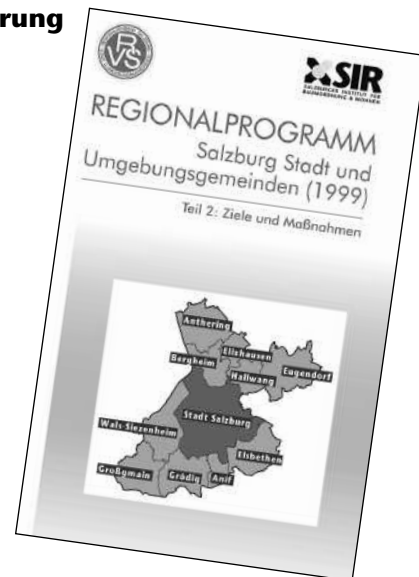 rung
RVS
SIR
SALZBURGER INSTITUT FÜR
RAUMORDNUNG & WOHNEN
REGIONALPROGRAMM
Salzburg Stadt und
Umgebungsgemeinden (1999)
Teil 2: Ziele und Maßnahmen
Anthering
Elixhausen
Bergheim
Eugendorf
Hallwang
Stadt Salzburg
Wals-Siezenheim
Elsbethen
Großgmain
Grödig
Anif